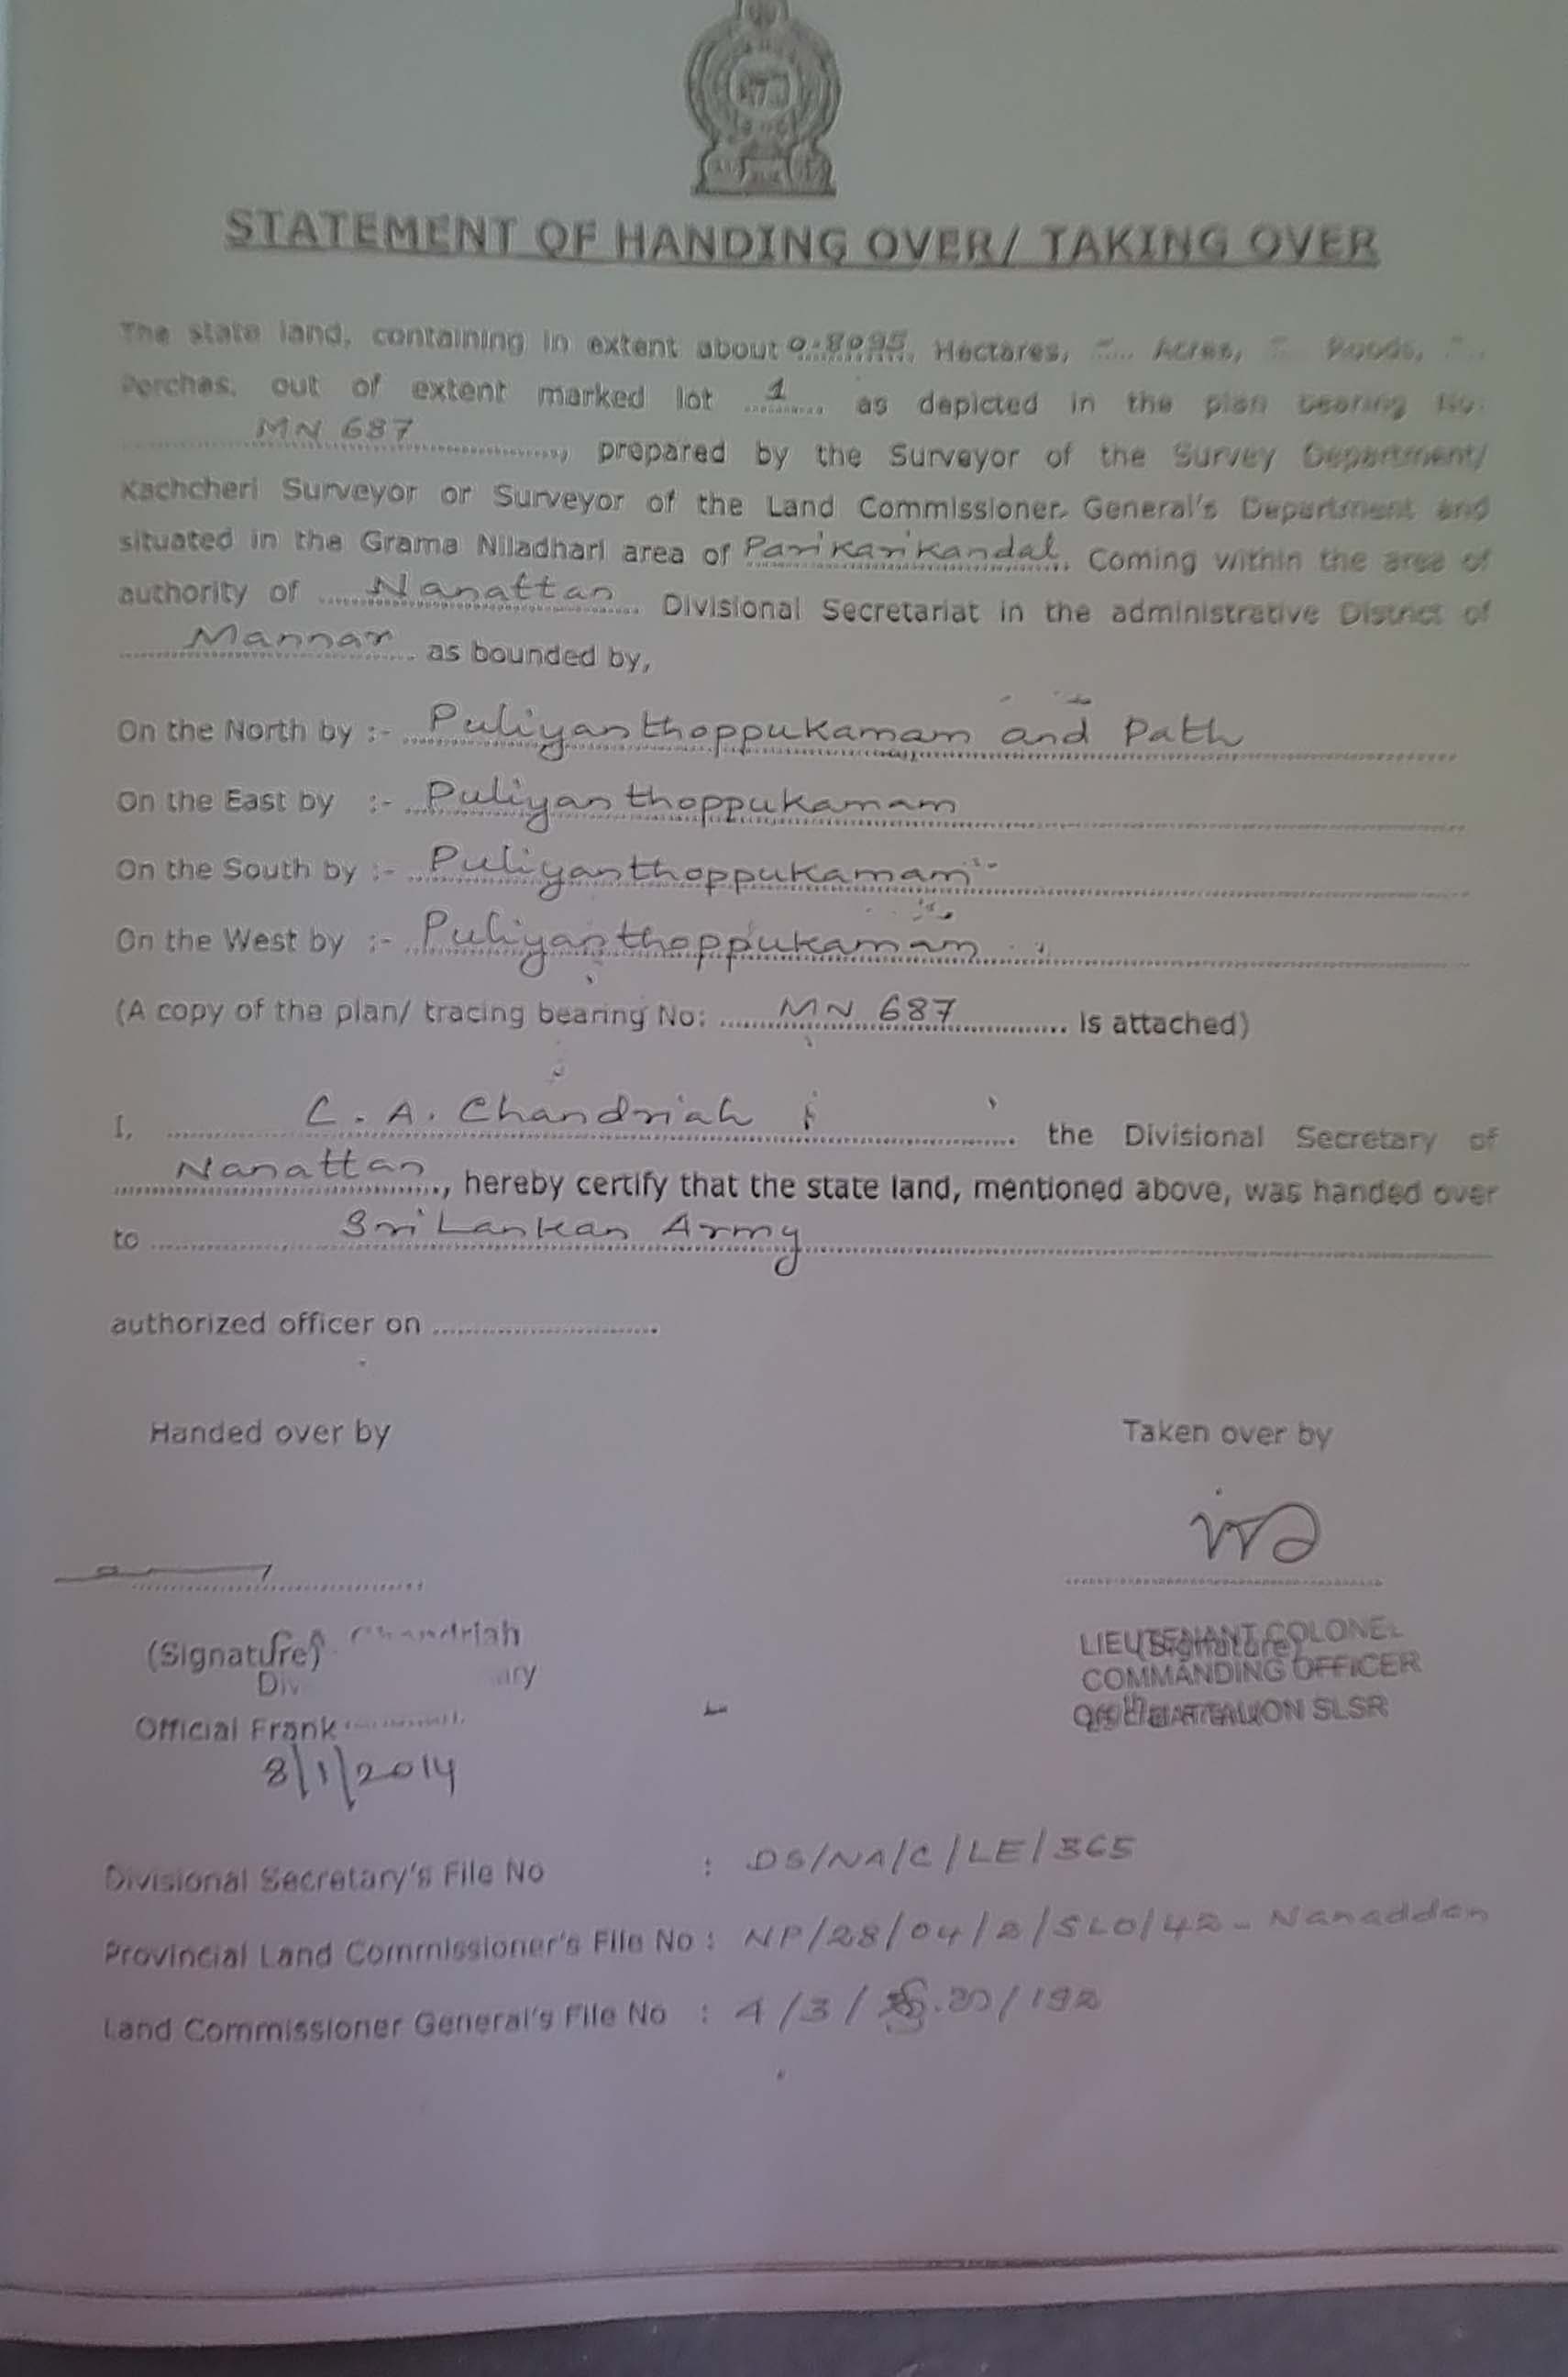 STATEMENT OF HANDING OVER/ TAKING OVER
The state land, containing in extent about 0.8095 Hectares, ... Acres, ... Roods, ...
Perches, out of extent marked lot 1 as depicted in the plan bearing No.
MN 687, prepared by the Surveyor of the Survey Department/
Kachcheri Surveyor or Surveyor of the Land Commissioner General's Department and
situated in the Grama Niladhari area of Parikarikandal. Coming within the area of
authority of Nanattan Divisional Secretariat in the administrative District of
Mannar as bounded by,
On the North by :- Puliyanthoppukamam and Path
On the East by :- Puliyanthoppukamam
On the South by :- Puliyanthoppukamam
On the West by :- Puliyanthoppukamam
(A copy of the plan/ tracing bearing No: MN 687 is attached)
I, C. A. Chandriah the Divisional Secretary of
Nanattan, hereby certify that the state land, mentioned above, was handed over
to Sri Lankan Army
authorized officer on ........................
Handed over by Taken over by
(Signature) Chandriah
LIEUTENANT COLONEL
(Signature)
COMMANDING OFFICER
Official Frank
BATTALION SLSR
8/1/2014
Divisional Secretary's File No : DS/NA/C/LE/365
Provincial Land Commissioner's File No : NP/28/04/2/SLO/42 - Nanaddan
Land Commissioner General's File No : 4/3/ /192